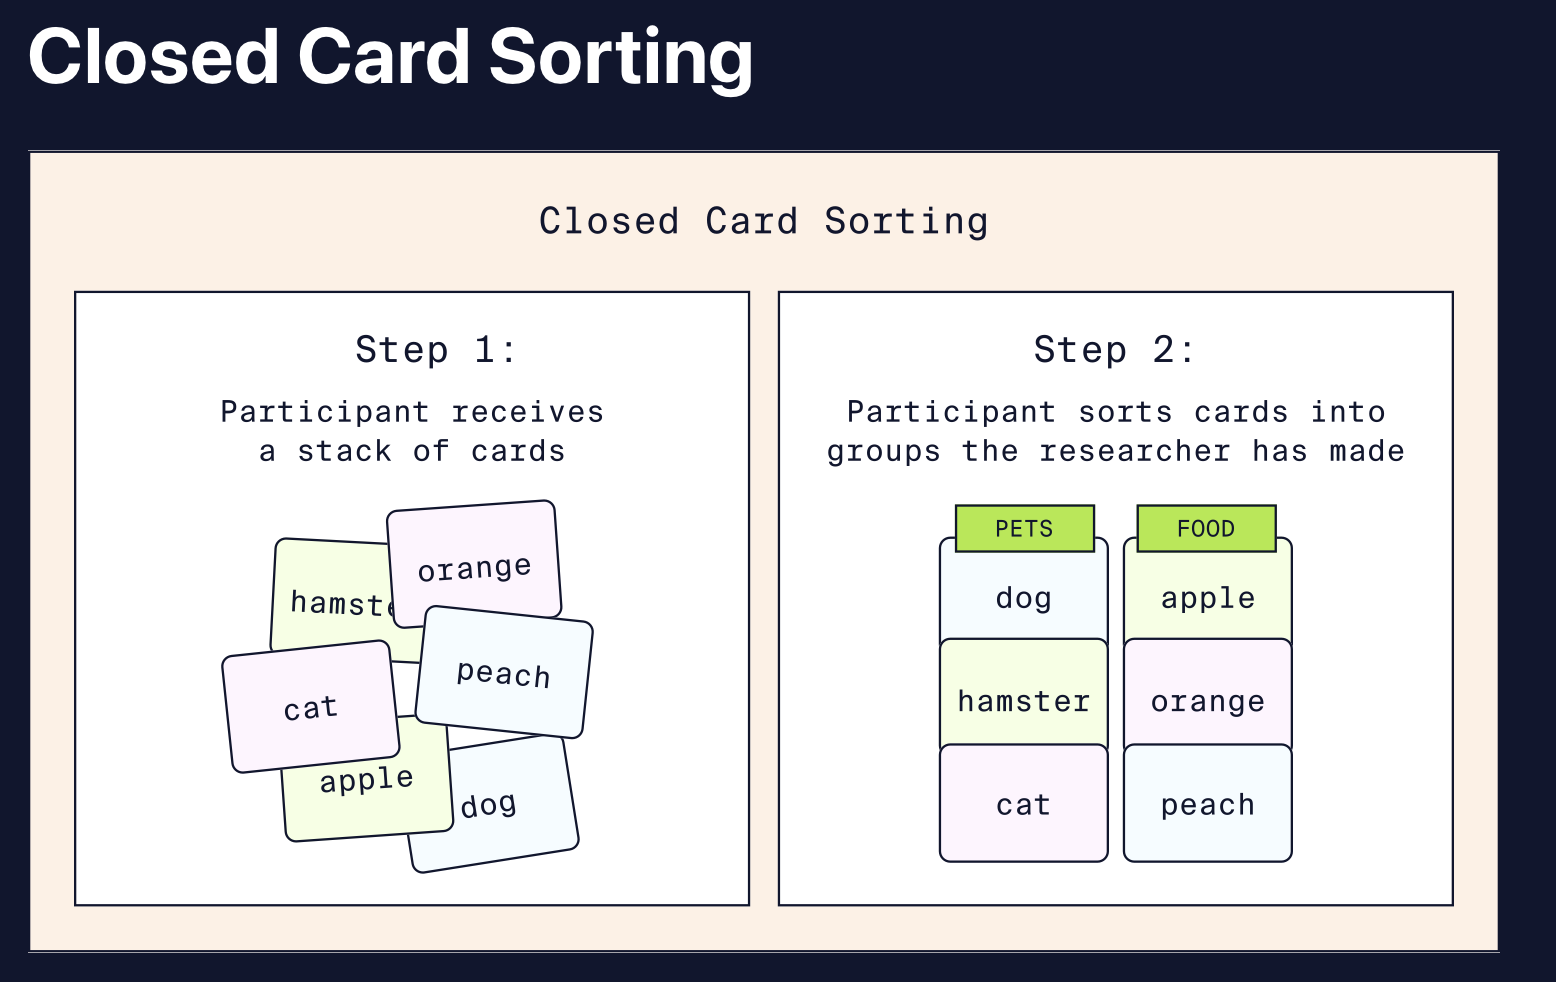 Closed Card Sorting
Closed Card Sorting
Step 1:
Participant receives
a stack of cards
orange
hamste
peach
cat
apple
dog
Step 2:
Participant sorts cards into
groups the researcher has made
PETS
dog
hamster
cat
FOOD
apple
orange
peach